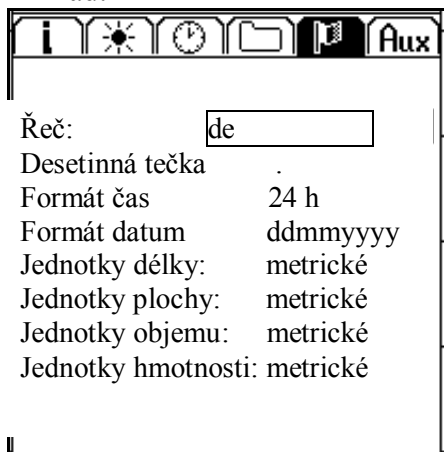 i Aux
Řeč: de
Desetinná tečka .
Formát čas 24 h
Formát datum ddmmyyyy
Jednotky délky: metrické
Jednotky plochy: metrické
Jednotky objemu: metrické
Jednotky hmotnosti: metrické